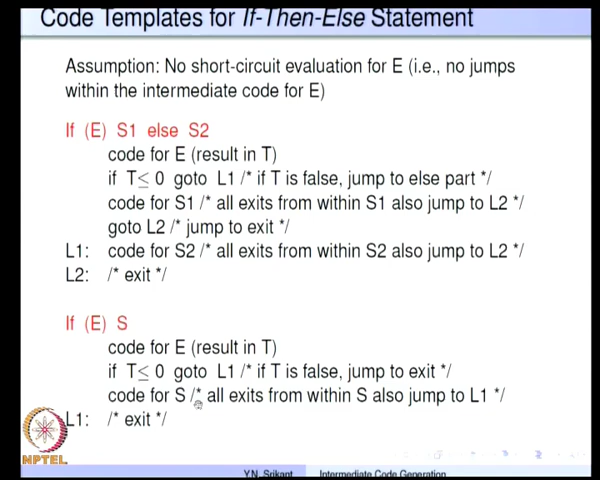 Code Templates for If-Then-Else Statement
Assumption: No short-circuit evaluation for E (i.e., no jumps
within the intermediate code for E)
If (E) S1 else S2
code for E (result in T)
if T≤ 0 goto L1 /* if T is false, jump to else part */
code for S1 /* all exits from within S1 also jump to L2 */
goto L2 /* jump to exit */
L1: code for S2 /* all exits from within S2 also jump to L2 */
L2: /* exit */
If (E) S
code for E (result in T)
if T≤ 0 goto L1 /* if T is false, jump to exit */
code for S /* all exits from within S also jump to L1 */
L1: /* exit */
NPTEL
Y.N. Srikant Intermediate Code Generation